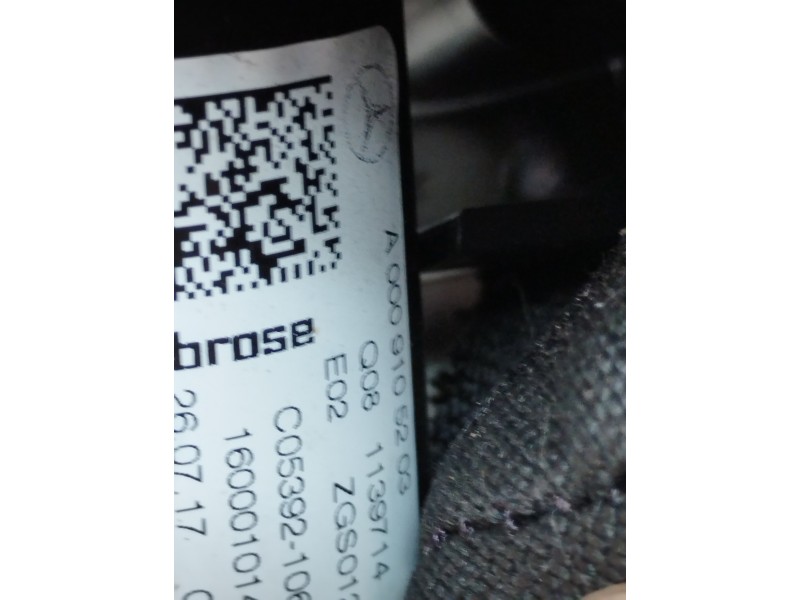 A 000 910 52 03
Q08 1139714
E02 ZGS01
C05392-106
16000101
brose
26.07.17